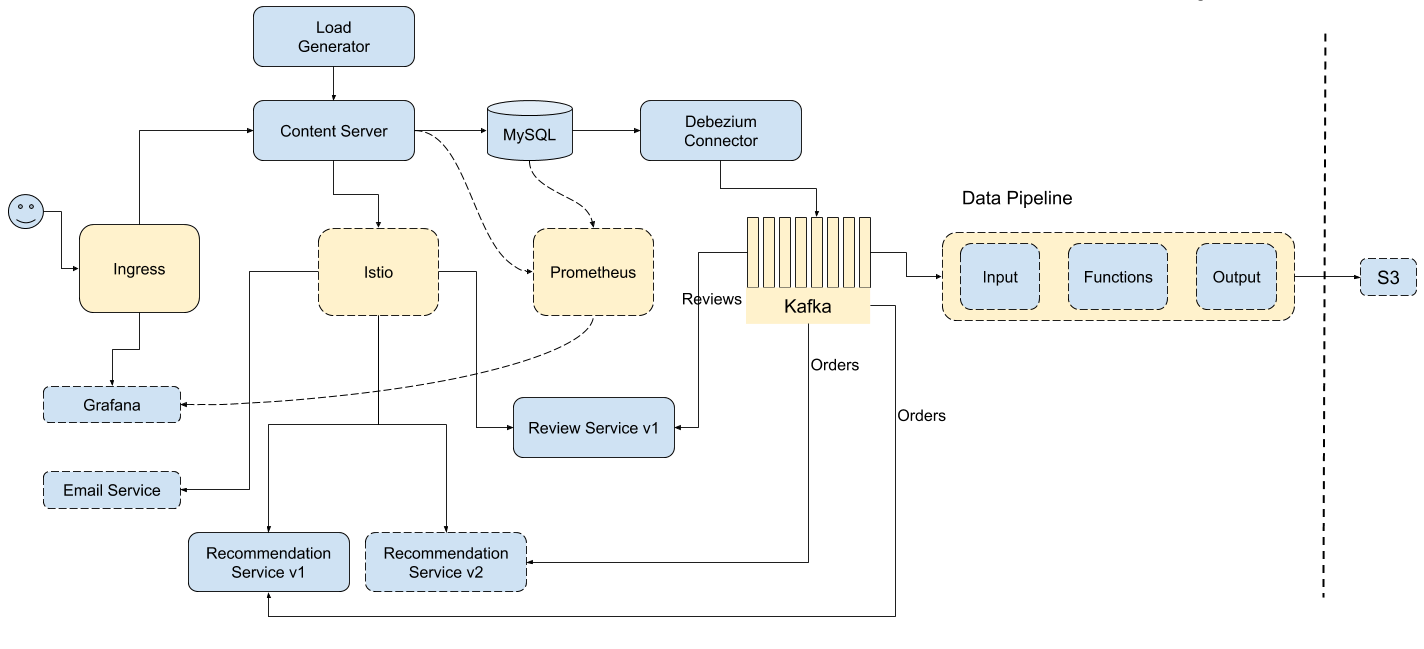 Load
Generator
Content Server
MySQL
Debezium
Connector
Data Pipeline
Ingress
Istio
Prometheus
Input
Functions
Output
S3
Reviews
Kafka
Orders
Grafana
Orders
Review Service v1
Email Service
Recommendation
Service v1
Recommendation
Service v2